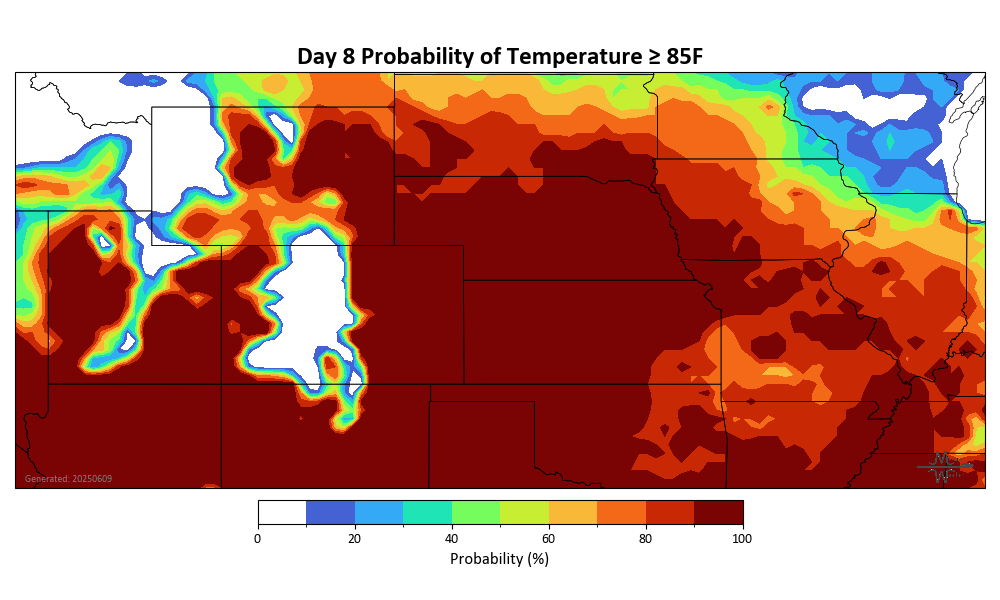 Day 8 Probability of Temperature ≥ 85F
Generated: 20250609
0 20 40 60 80 100
Probability (%)